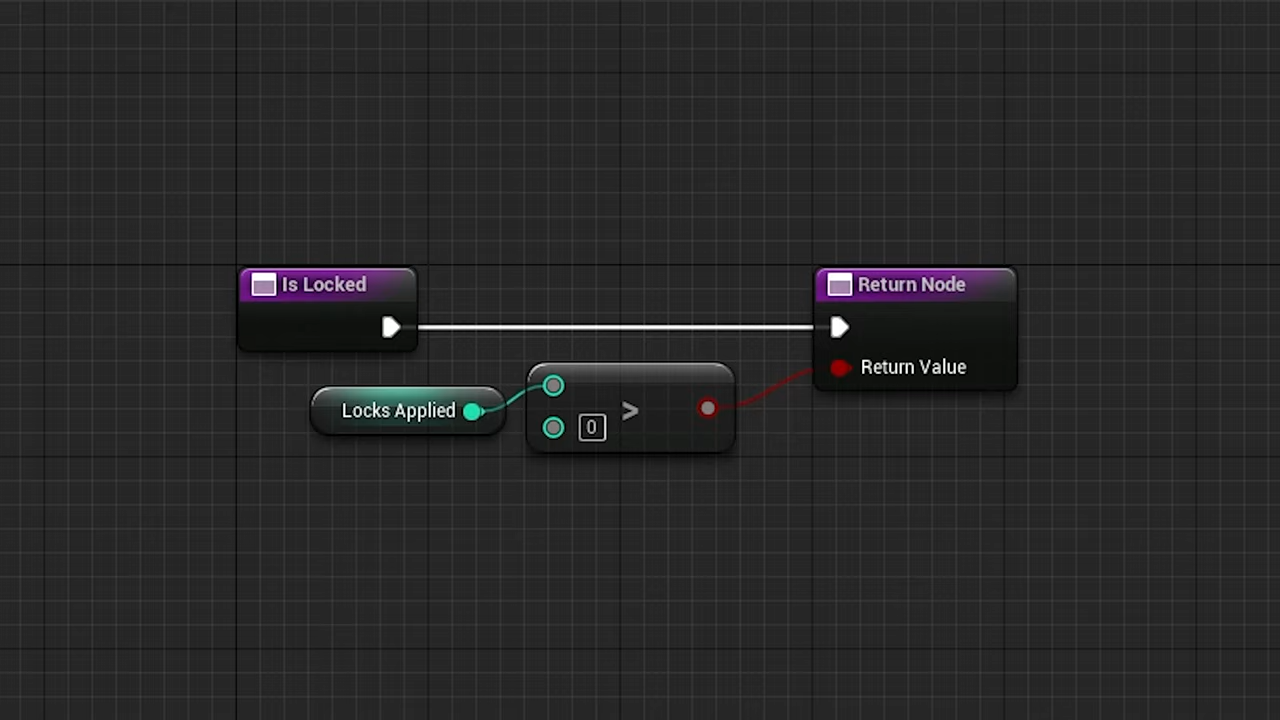 Is Locked
Return Node
Return Value
Locks Applied
>
0